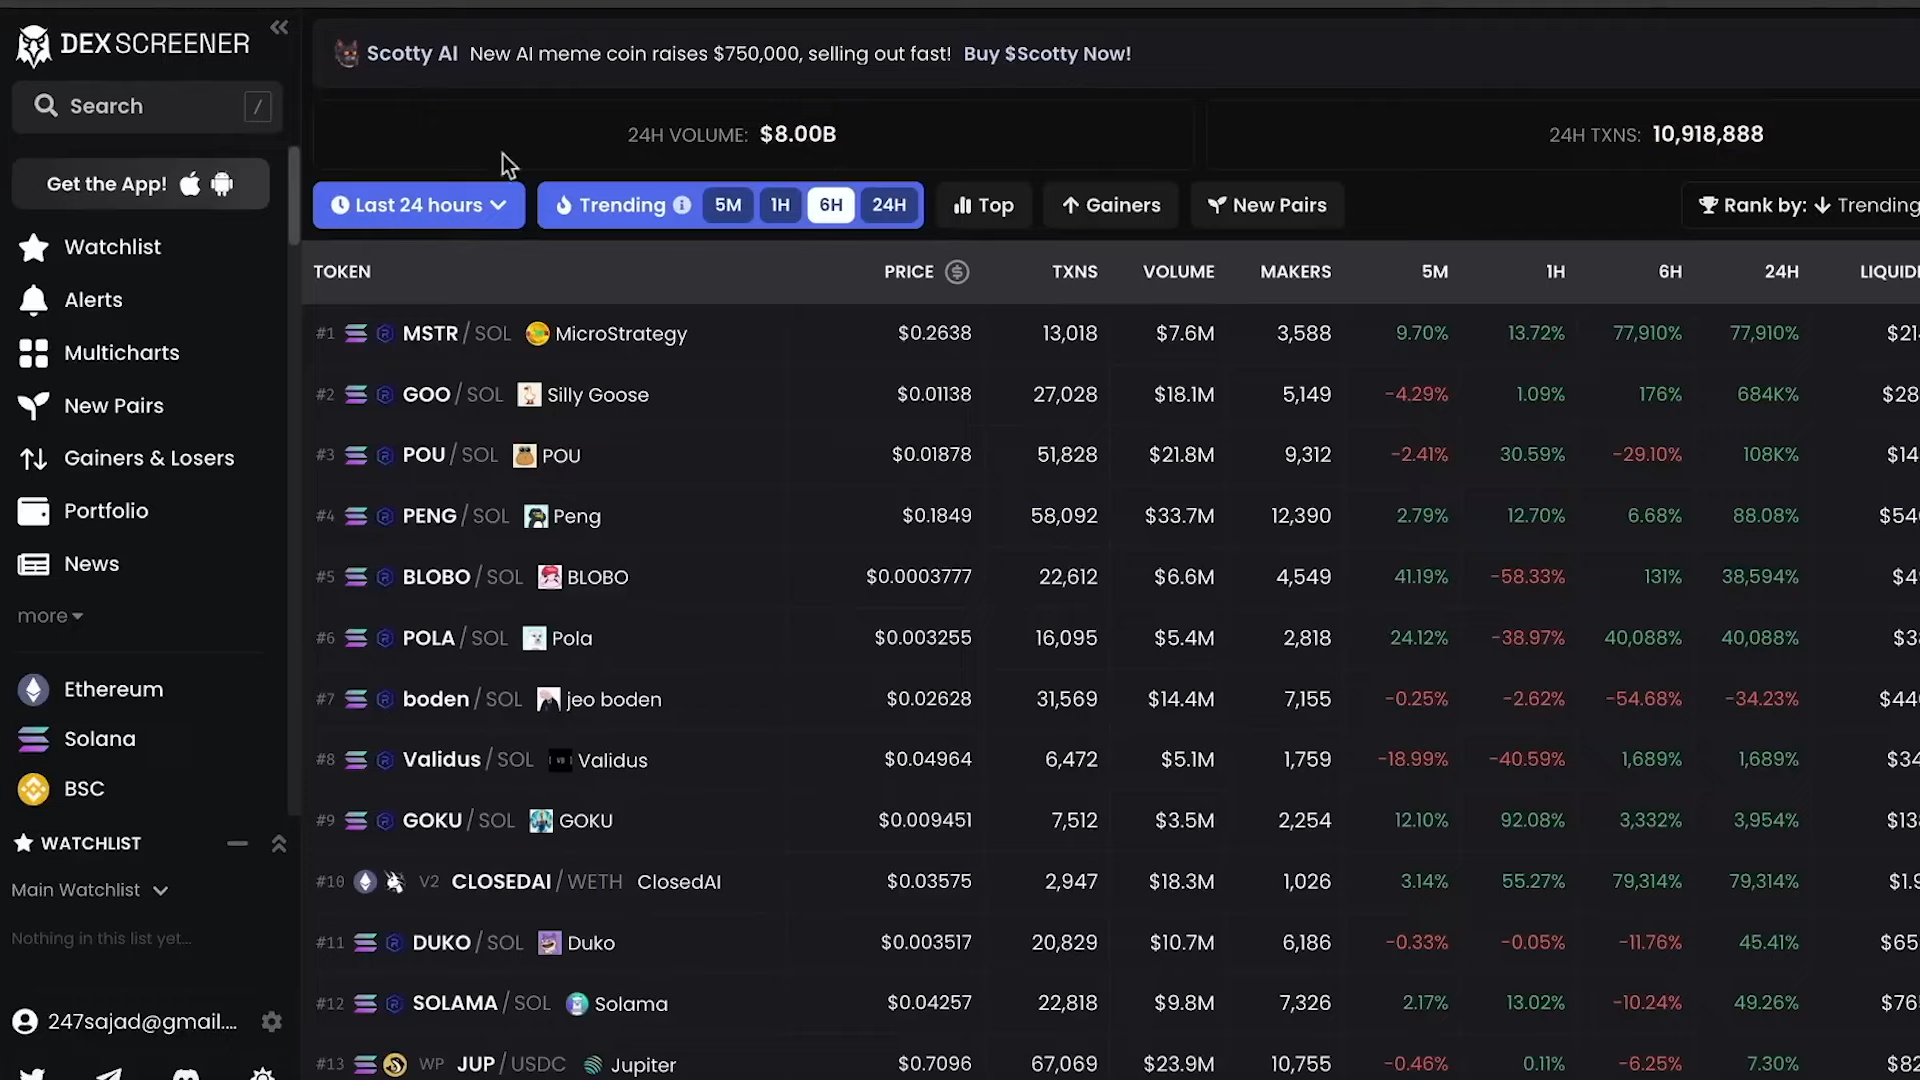 DEX SCREENER
Search /
Get the App!
Watchlist
Alerts
Multicharts
New Pairs
Gainers & Losers
Portfolio
News
more
Ethereum
Solana
BSC
WATCHLIST
Main Watchlist
Nothing in this list yet...
247sajad@gmail....
Scotty AI New AI meme coin raises $750,000, selling out fast! Buy $Scotty Now!
24H VOLUME: $8.00B 24H TXNS: 10,918,888
Last 24 hours Trending 5M 1H 6H 24H Top Gainers New Pairs Rank by: Trending
TOKEN PRICE TXNS VOLUME MAKERS 5M 1H 6H 24H LIQUIDI
#1 MSTR/SOL MicroStrategy $0.2638 13,018 $7.6M 3,588 9.70% 13.72% 77,910% 77,910% $21
#2 GOO/SOL Silly Goose $0.01138 27,028 $18.1M 5,149 -4.29% 1.09% 176% 684K% $28
#3 POU/SOL POU $0.01878 51,828 $21.8M 9,312 -2.41% 30.59% -29.10% 108K% $14
#4 PENG/SOL Peng $0.1849 58,092 $33.7M 12,390 2.79% 12.70% 6.68% 88.08% $54
#5 BLOBO/SOL BLOBO $0.0003777 22,612 $6.6M 4,549 41.19% -58.33% 131% 38,594% $4
#6 POLA/SOL Pola $0.003255 16,095 $5.4M 2,818 24.12% -38.97% 40,088% 40,088% $3
#7 boden/SOL jeo boden $0.02628 31,569 $14.4M 7,155 -0.25% -2.62% -54.68% -34.23% $44
#8 Validus/SOL Validus $0.04964 6,472 $5.1M 1,759 -18.99% -40.59% 1,689% 1,689% $34
#9 GOKU/SOL GOKU $0.009451 7,512 $3.5M 2,254 12.10% 92.08% 3,332% 3,954% $13
#10 V2 CLOSEDAI/WETH ClosedAI $0.03575 2,947 $18.3M 1,026 3.14% 55.27% 79,314% 79,314% $1.9
#11 DUKO/SOL Duko $0.003517 20,829 $10.7M 6,186 -0.33% -0.05% -11.76% 45.41% $65
#12 SOLAMA/SOL Solama $0.04257 22,818 $9.8M 7,326 2.17% 13.02% -10.24% 49.26% $76
#13 WP JUP/USDC Jupiter $0.7096 67,069 $23.9M 10,755 -0.46% 0.11% -6.25% 7.30% $82